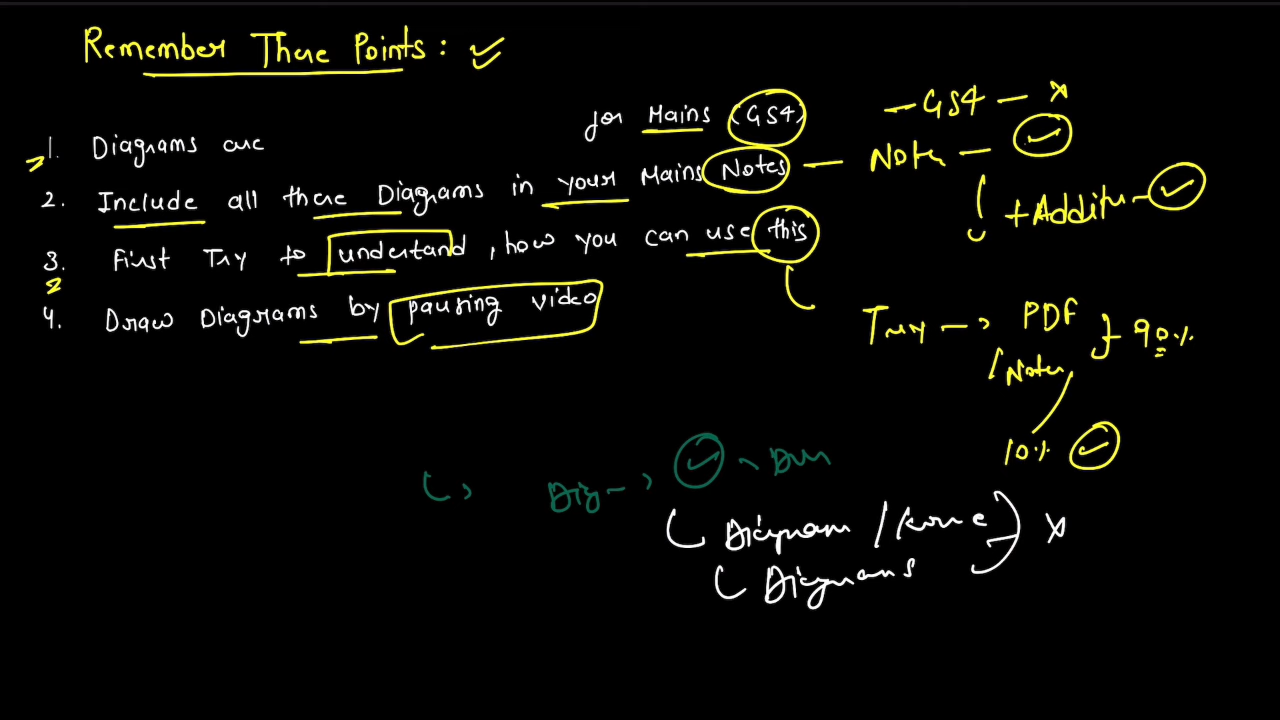 Remember These Points :
1. Diagrams are for Mains (GS4)
2. Include all these Diagrams in your Mains Notes
3. First Try to understand, how you can use this
4. Draw Diagrams by pausing video
— GS4 — ×
— Notes —
+ Additn —
Try → PDF } 90%
/ Notes
10%
Dig →
( Diagram / ) ×
( Diagrams